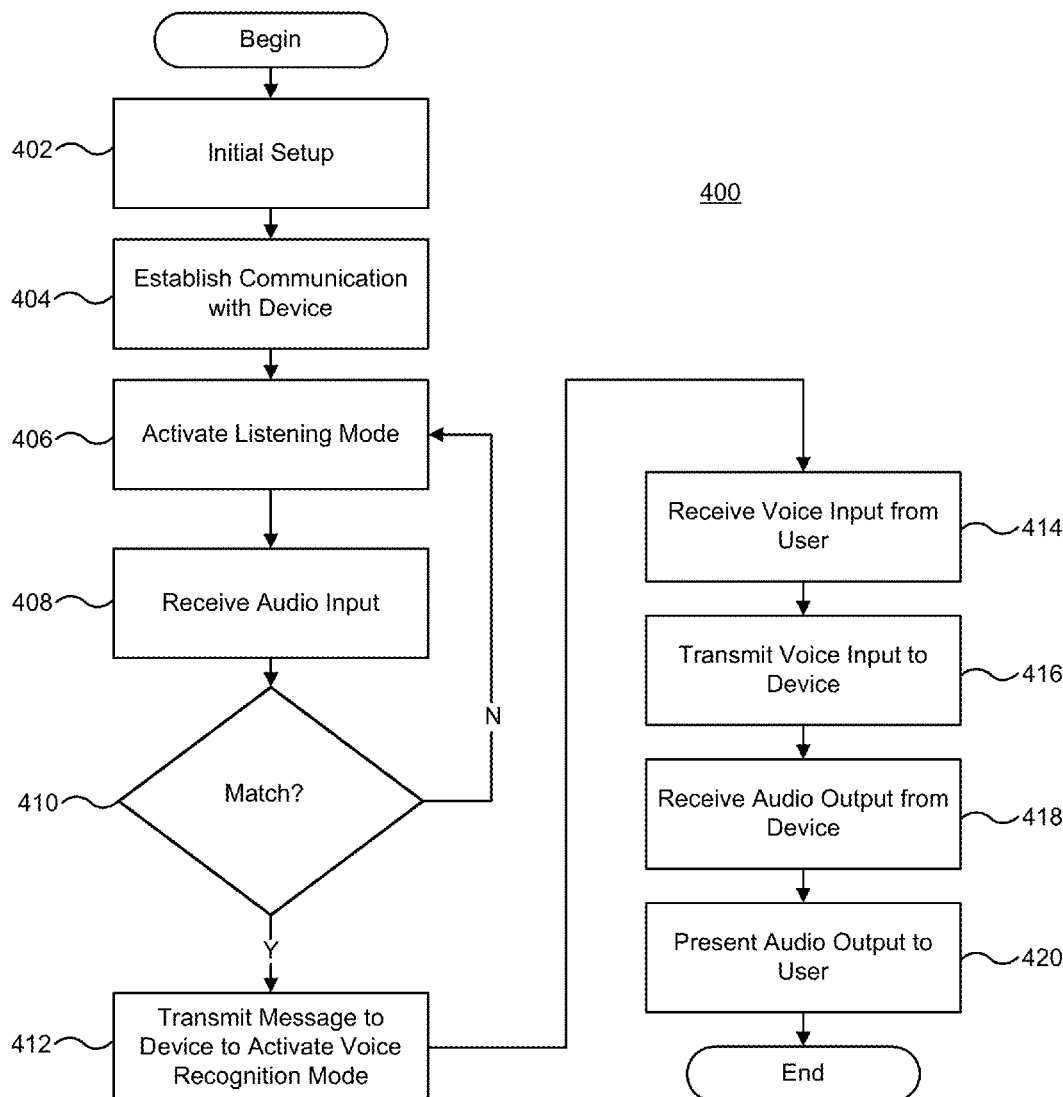 Begin
402
Initial Setup
400
404
Establish Communication
with Device
406
Activate Listening Mode
408
Receive Audio Input
N
410
Match?
Y
412
Transmit Message to
Device to Activate Voice
Recognition Mode
Receive Voice Input from
User
414
Transmit Voice Input to
Device
416
Receive Audio Output from
Device
418
Present Audio Output to
User
420
End